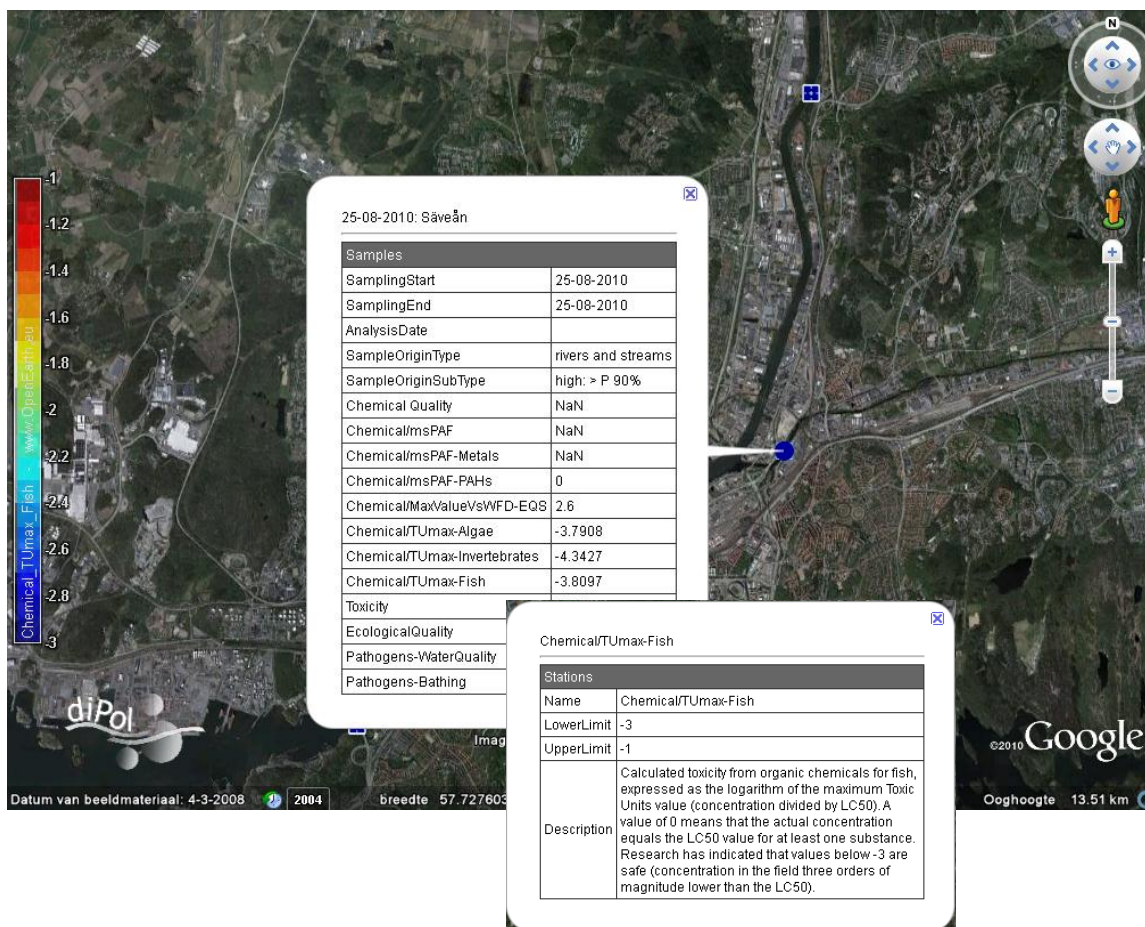 N
-1
-1.2
-1.4
-1.6
-1.8
-2
-2.2
-2.4
-2.6
-2.8
-3
Chemical_TUmax_Fish - www.OpenEarth.eu
25-08-2010: Säveån
Samples
SamplingStart 25-08-2010
SamplingEnd 25-08-2010
AnalysisDate
SampleOriginType rivers and streams
SampleOriginSubType high: > P 90%
Chemical Quality NaN
Chemical/msPAF NaN
Chemical/msPAF-Metals NaN
Chemical/msPAF-PAHs 0
Chemical/MaxValueVsWFD-EQS 2.6
Chemical/TUmax-Algae -3.7908
Chemical/TUmax-Invertebrates -4.3427
Chemical/TUmax-Fish -3.8097
Toxicity
EcologicalQuality
Pathogens-WaterQuality
Pathogens-Bathing
Chemical/TUmax-Fish
Stations
Name Chemical/TUmax-Fish
LowerLimit -3
UpperLimit -1
Description
Calculated toxicity from organic chemicals for fish,
expressed as the logarithm of the maximum Toxic
Units value (concentration divided by LC50). A
value of 0 means that the actual concentration
equals the LC50 value for at least one substance.
Research has indicated that values below -3 are
safe (concentration in the field three orders of
magnitude lower than the LC50).
diPol
Imag
©2010 Google
Datum van beeldmateriaal: 4-3-2008 2004 breedte 57.727603 Ooghoogte 13.51 km